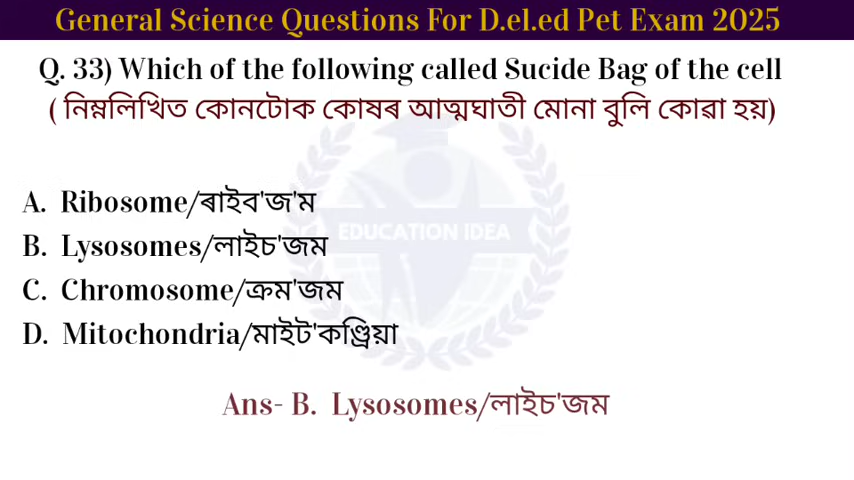 General Science Questions For D.el.ed Pet Exam 2025
Q. 33) Which of the following called Sucide Bag of the cell
( নিম্নলিখিত কোনটোক কোষৰ আত্মঘাতী মোনা বুলি কোৱা হয়)
EDUCATION IDEA
A. Ribosome/ৰাইব'জ'ম
B. Lysosomes/লাইচ'জম
C. Chromosome/ক্ৰম'জম
D. Mitochondria/মাইট'কণ্ড্ৰিয়া
Ans- B. Lysosomes/লাইচ'জম